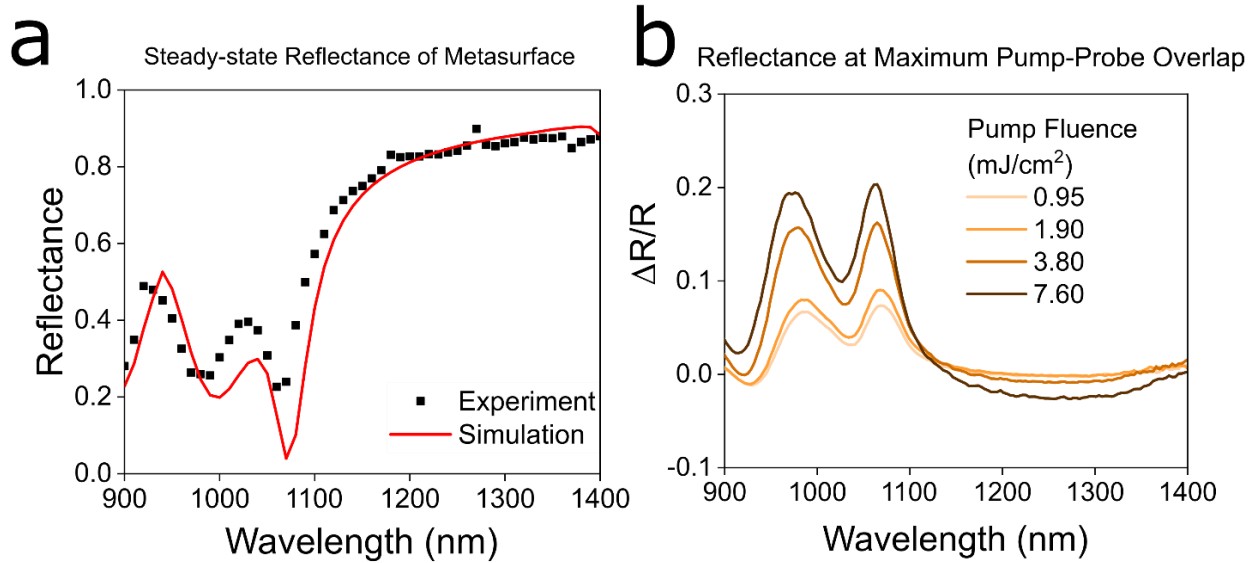 a
Steady-state Reflectance of Metasurface
1.0
0.8
0.6
0.4
0.2
0.0
Reflectance
Experiment
Simulation
900
1000
1100
1200
1300
1400
Wavelength (nm)
b
Reflectance at Maximum Pump-Probe Overlap
0.3
0.2
0.1
0.0
-0.1
ΔR/R
Pump Fluence
(mJ/cm²)
0.95
1.90
3.80
7.60
900
1000
1100
1200
1300
1400
Wavelength (nm)